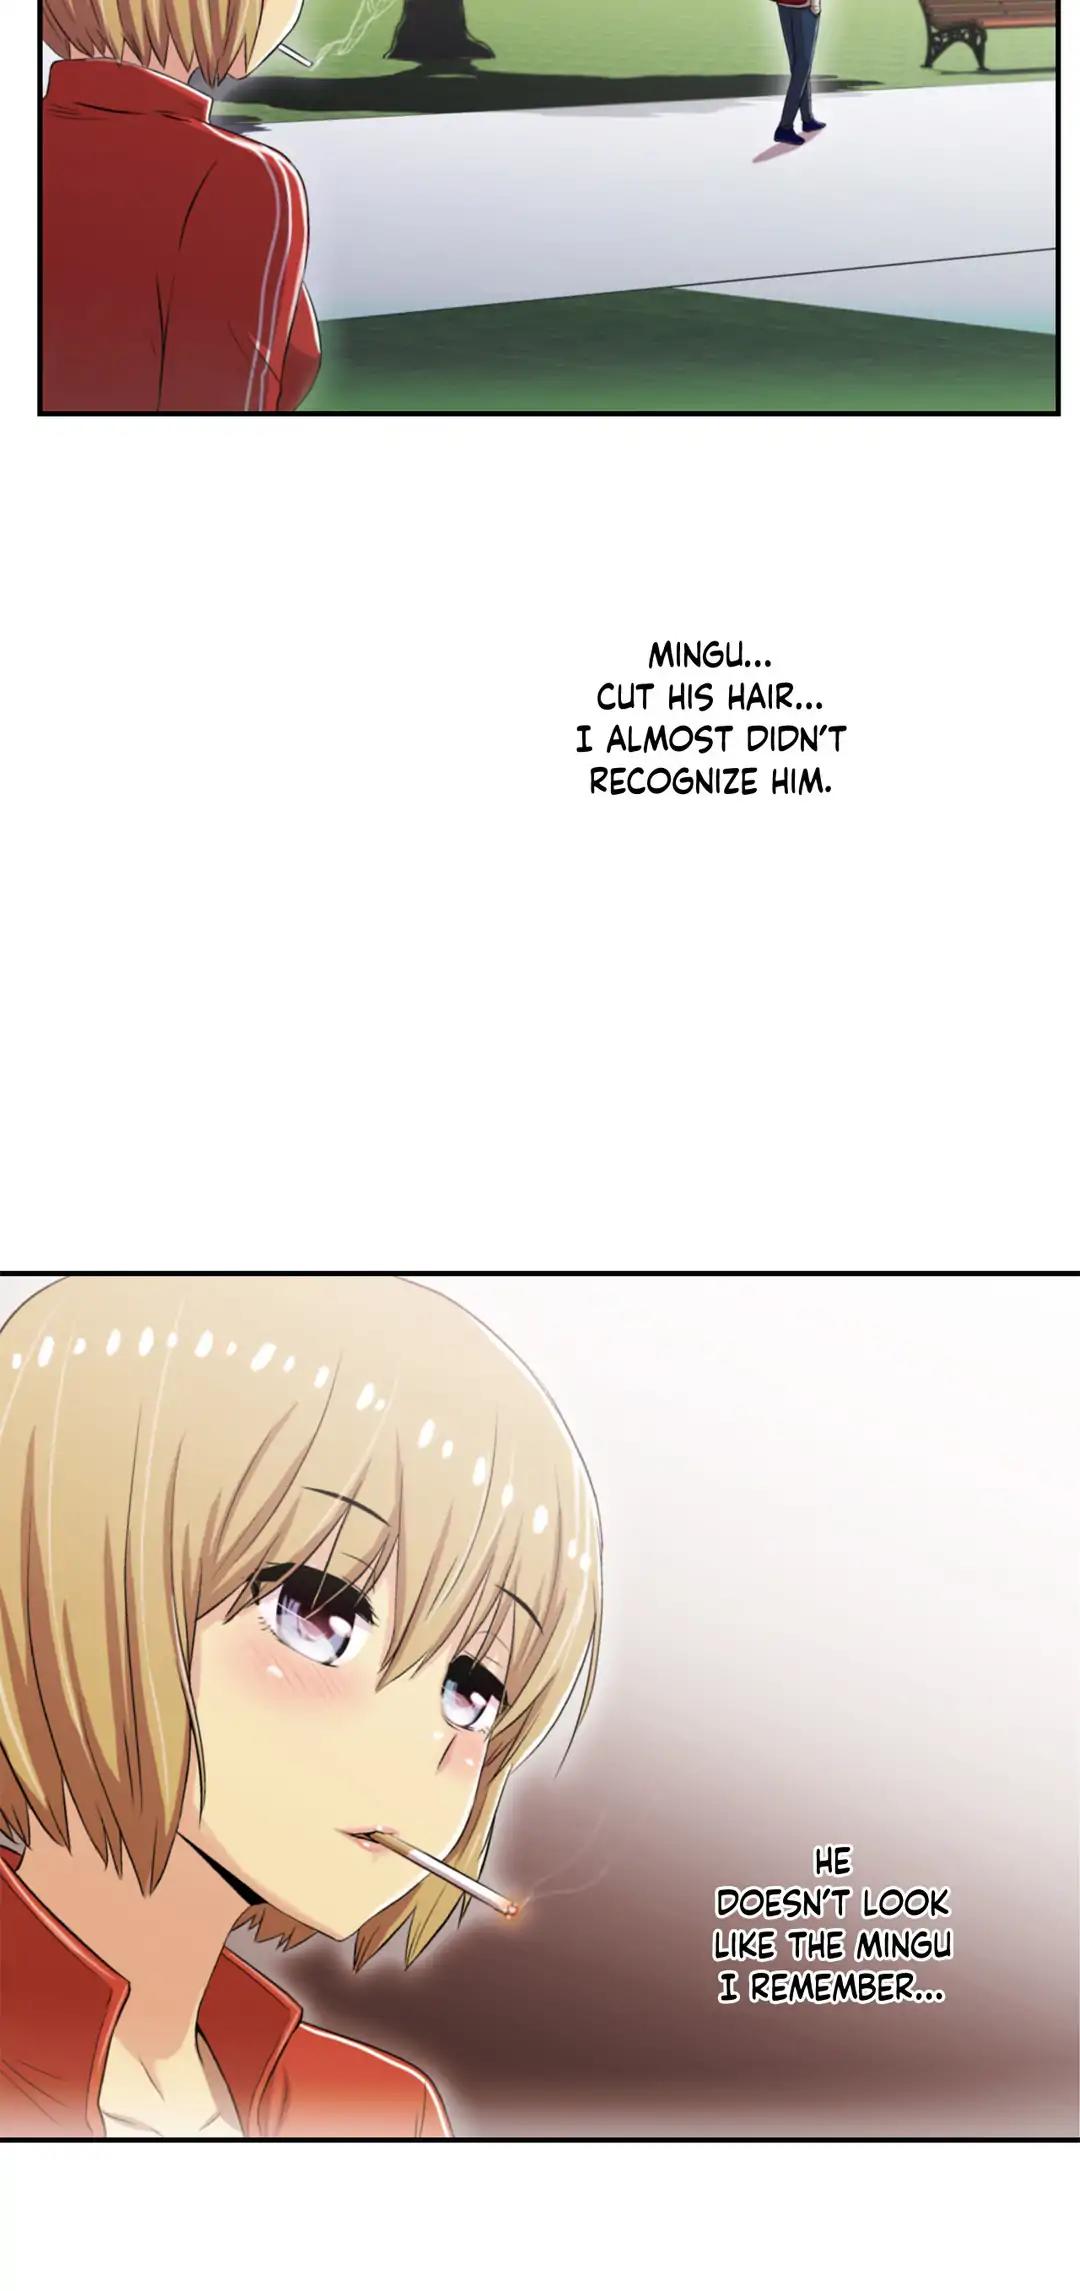 MINGU...
CUT HIS HAIR...
I ALMOST DIDN'T
RECOGNIZE HIM.
HE
DOESN'T LOOK
LIKE THE MINGU
I REMEMBER...